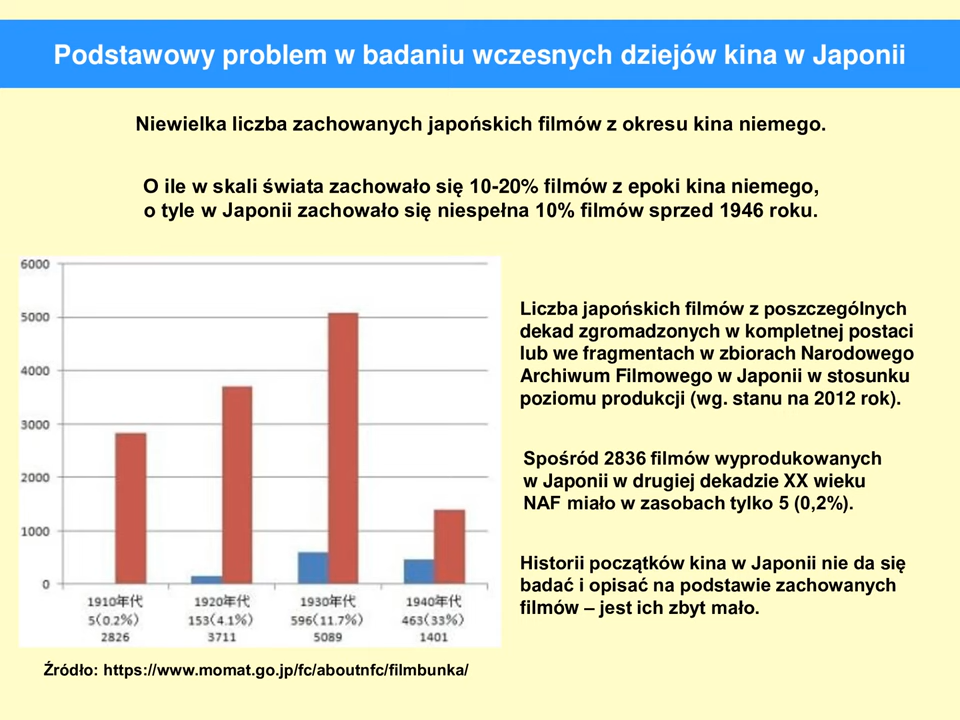 Podstawowy problem w badaniu wczesnych dziejów kina w Japonii
Niewielka liczba zachowanych japońskich filmów z okresu kina niemego.
O ile w skali świata zachowało się 10-20% filmów z epoki kina niemego,
o tyle w Japonii zachowało się niespełna 10% filmów sprzed 1946 roku.
6000
5000
4000
3000
2000
1000
0
1910年代 1920年代 1930年代 1940年代
5(0.2%) 153(4.1%) 596(11.7%) 463(33%)
2826 3711 5089 1401
Liczba japońskich filmów z poszczególnych
dekad zgromadzonych w kompletnej postaci
lub we fragmentach w zbiorach Narodowego
Archiwum Filmowego w Japonii w stosunku
poziomu produkcji (wg. stanu na 2012 rok).
Spośród 2836 filmów wyprodukowanych
w Japonii w drugiej dekadzie XX wieku
NAF miało w zasobach tylko 5 (0,2%).
Historii początków kina w Japonii nie da się
badać i opisać na podstawie zachowanych
filmów – jest ich zbyt mało.
Źródło: https://www.momat.go.jp/fc/aboutnfc/filmbunka/